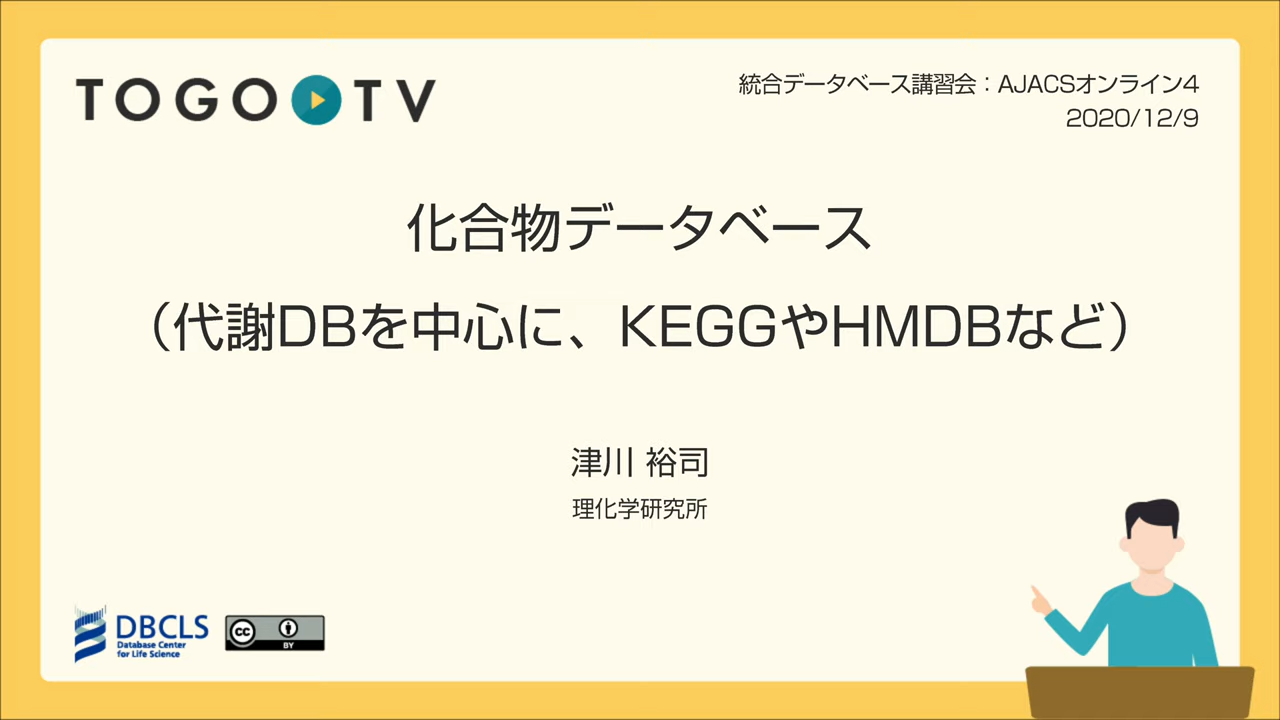 TOGO TV
統合データベース講習会：AJACSオンライン4
2020/12/9
化合物データベース
（代謝DBを中心に、KEGGやHMDBなど）
津川 裕司
理化学研究所
DBCLS
Database Center
for Life Science
cc
BY